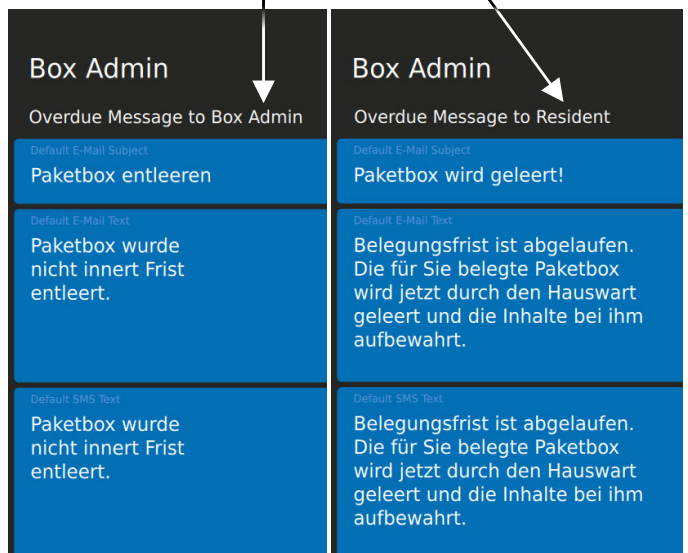 Box Admin
Overdue Message to Box Admin
Default E-Mail Subject
Paketbox entleeren
Default E-Mail Text
Paketbox wurde
nicht innert Frist
entleert.
Default SMS Text
Paketbox wurde
nicht innert Frist
entleert.
Box Admin
Overdue Message to Resident
Default E-Mail Subject
Paketbox wird geleert!
Default E-Mail Text
Belegungsfrist ist abgelaufen.
Die für Sie belegte Paketbox
wird jetzt durch den Hauswart
geleert und die Inhalte bei ihm
aufbewahrt.
Default SMS Text
Belegungsfrist ist abgelaufen.
Die für Sie belegte Paketbox
wird jetzt durch den Hauswart
geleert und die Inhalte bei ihm
aufbewahrt.